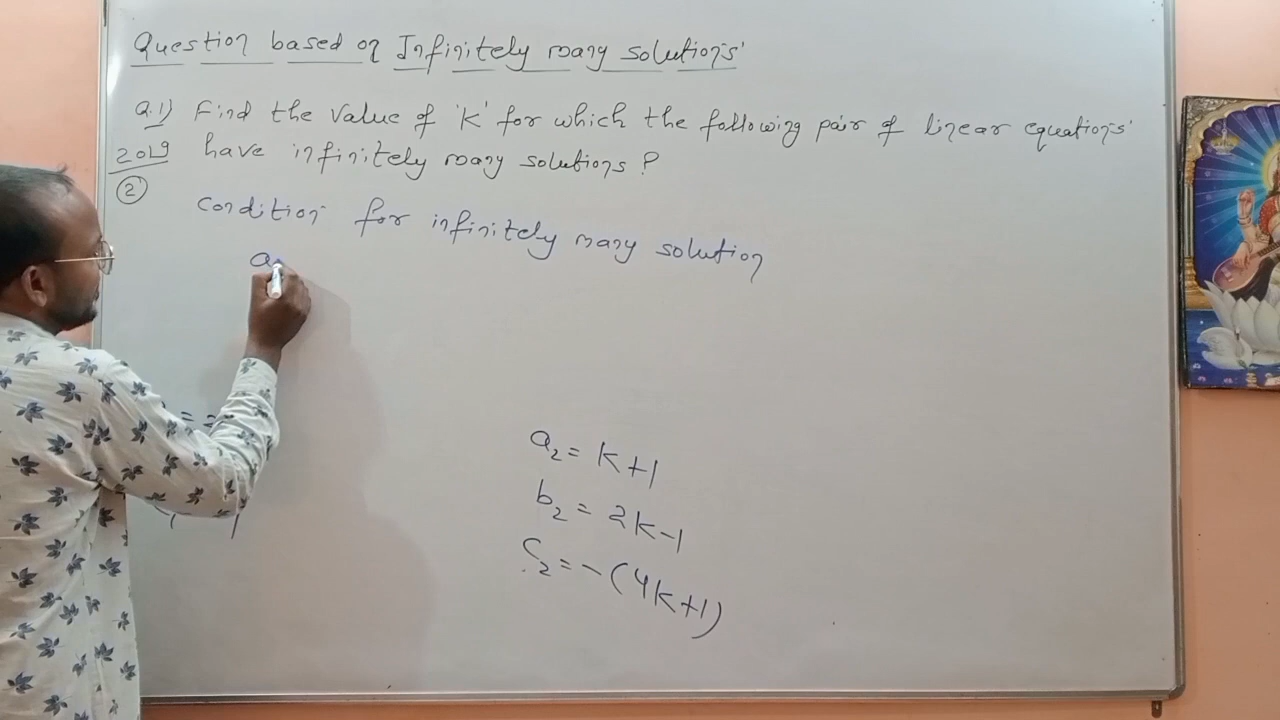 Question based on Infinitely many solutions
Q.1) Find the value of 'K' for which the following pair of linear equations
2019 have infinitely many solutions ?
2
Condition for infinitely many solution
a
a₂ = k+1
b₂ = 2k-1
C₂ = -(4k+1)